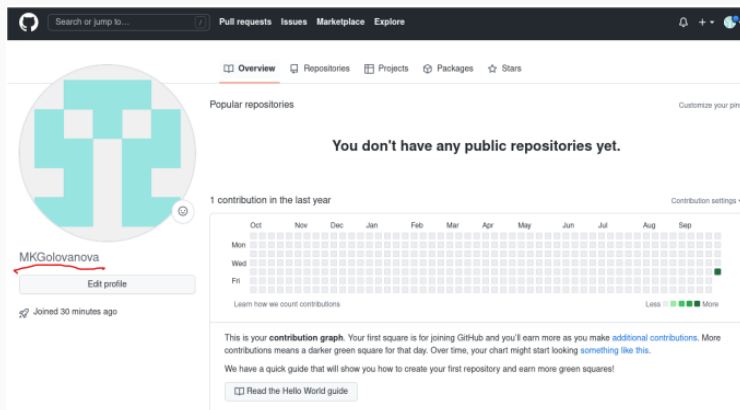 Search or jump to...
/
Pull requests Issues Marketplace Explore
Overview Repositories Projects Packages Stars
Popular repositories
Customize your pin
You don't have any public repositories yet.
1 contribution in the last year
Contribution settings
Oct Nov Dec Jan Feb Mar Apr May Jun Jul Aug Sep
Mon
Wed
Fri
Learn how we count contributions
Less More
MKGolovanova
Edit profile
Joined 30 minutes ago
This is your contribution graph. Your first square is for joining GitHub and you'll earn more as you make additional contributions. More
contributions means a darker green square for that day. Over time, your chart might start looking something like this.
We have a quick guide that will show you how to create your first repository and earn more green squares!
Read the Hello World guide